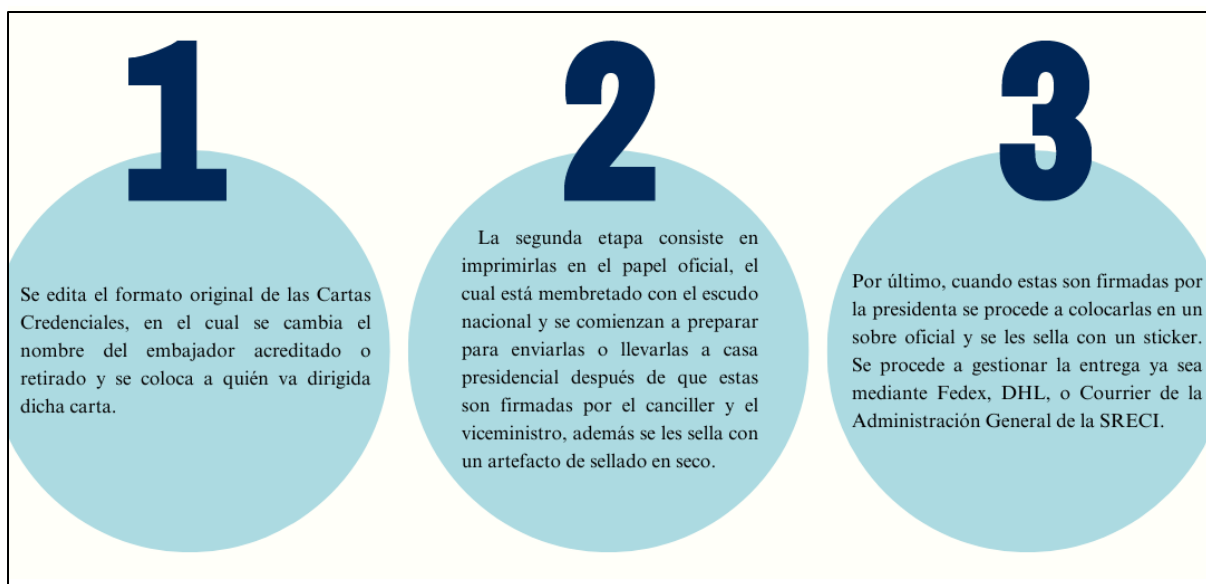 1
Se edita el formato original de las Cartas
Credenciales, en el cual se cambia el
nombre del embajador acreditado o
retirado y se coloca a quién va dirigida
dicha carta.
2
La segunda etapa consiste en
imprimirlas en el papel oficial, el
cual está membretado con el escudo
nacional y se comienzan a preparar
para enviarlas o llevarlas a casa
presidencial después de que estas
son firmadas por el canciller y el
viceministro, además se les sella con
un artefacto de sellado en seco.
3
Por último, cuando estas son firmadas por
la presidenta se procede a colocarlas en un
sobre oficial y se les sella con un sticker.
Se procede a gestionar la entrega ya sea
mediante Fedex, DHL, o Courrier de la
Administración General de la SRECI.